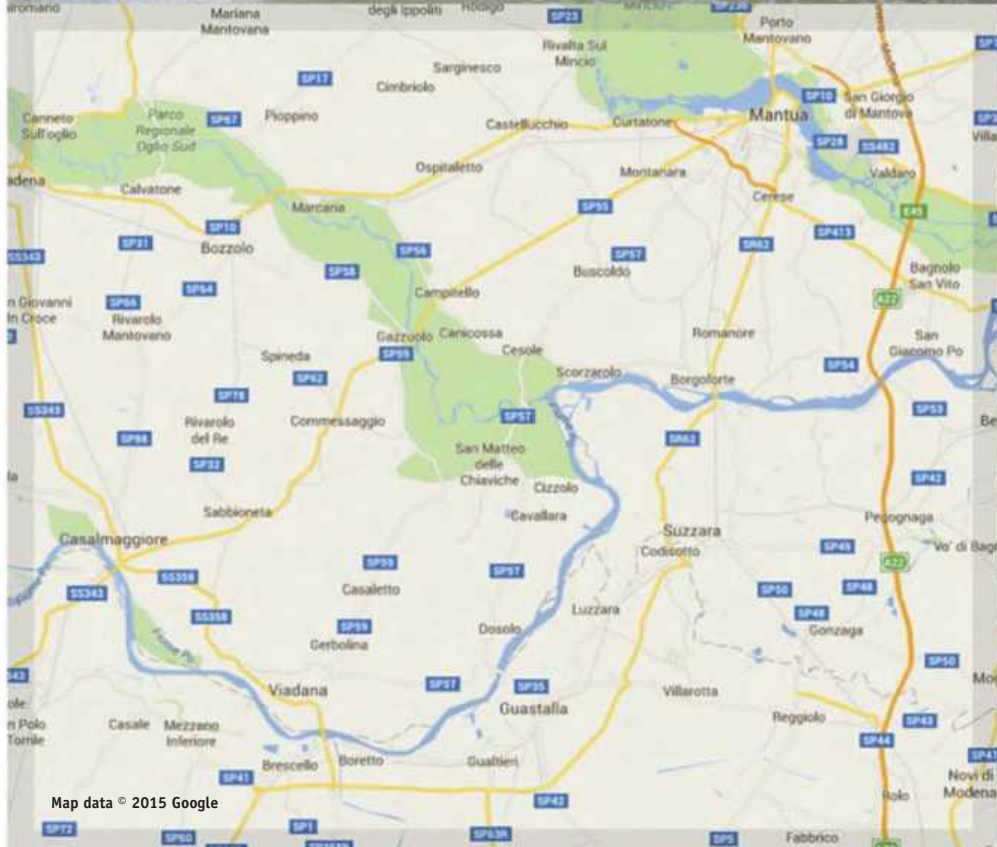 Mariana
Mantovana
degli Ippoliti
SP23
Porto
Mantovano
Rivalta Sul
Mincio
Sarginesco
SP17
Cimbriolo
SP10
San Giorgio
di Mantova
Canneto
Sull'oglio
Parco
Regionale
Oglio Sud
SP67
Pioppino
Castellucchio
Curtatone
Mantua
SP28
SS482
Ospitaletto
Montanara
Valdaro
Calvatone
Marcaria
Cerese
SP55
E45
SP10
SP31
Bozzolo
SP56
SP57
SR62
SP413
SS343
SP58
Buscoldo
Bagnolo
San Vito
SP64
Campitello
A22
n Giovanni
In Croce
SP66
Rivarolo
Mantovano
Gazzuolo
Canicossa
Romanore
San
Giacomo Po
Spineda
SP59
Cesole
SP62
Scorzarolo
Borgoforte
SP54
SP78
SS343
Commessaggio
SP57
SP53
Rivarolo
del Re
SP98
SR62
SP32
San Matteo
delle
Chiaviche
SP42
Cizzolo
Sabbioneta
Cavallara
Suzzara
Pegognaga
Casalmaggiore
Codisotto
SP49
SP59
SP57
A22
SS358
SS343
Casaletto
SP50
SP48
SS358
Luzzara
SP48
Gonzaga
SP59
Gerbolina
Dosolo
SP50
Viadana
SP57
SP35
Villarotta
Guastalla
Reggiolo
SP43
n Polo
Torrile
Casale
Mezzano
Inferiore
SP44
Brescello
Boretto
Gualtieri
SP41
Novi di
Modena
Map data © 2015 Google
SP42
Rolo
SP72
SP60
SP1
SP63R
SP5
Fabbrico